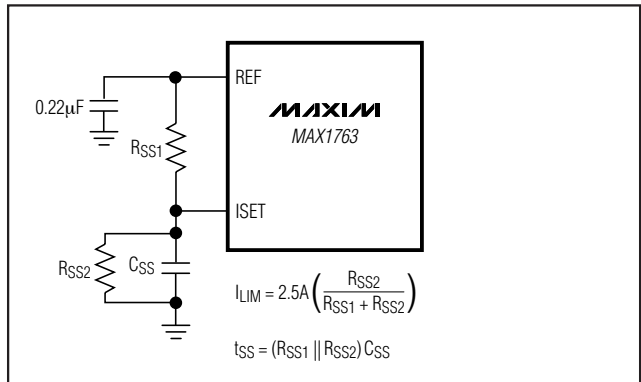 REF
0.22µF
MAXIM
MAX1763
RSS1
ISET
RSS2
CSS
ILIM = 2.5A ( RSS2 / RSS1 + RSS2 )
tSS = (RSS1 || RSS2) CSS